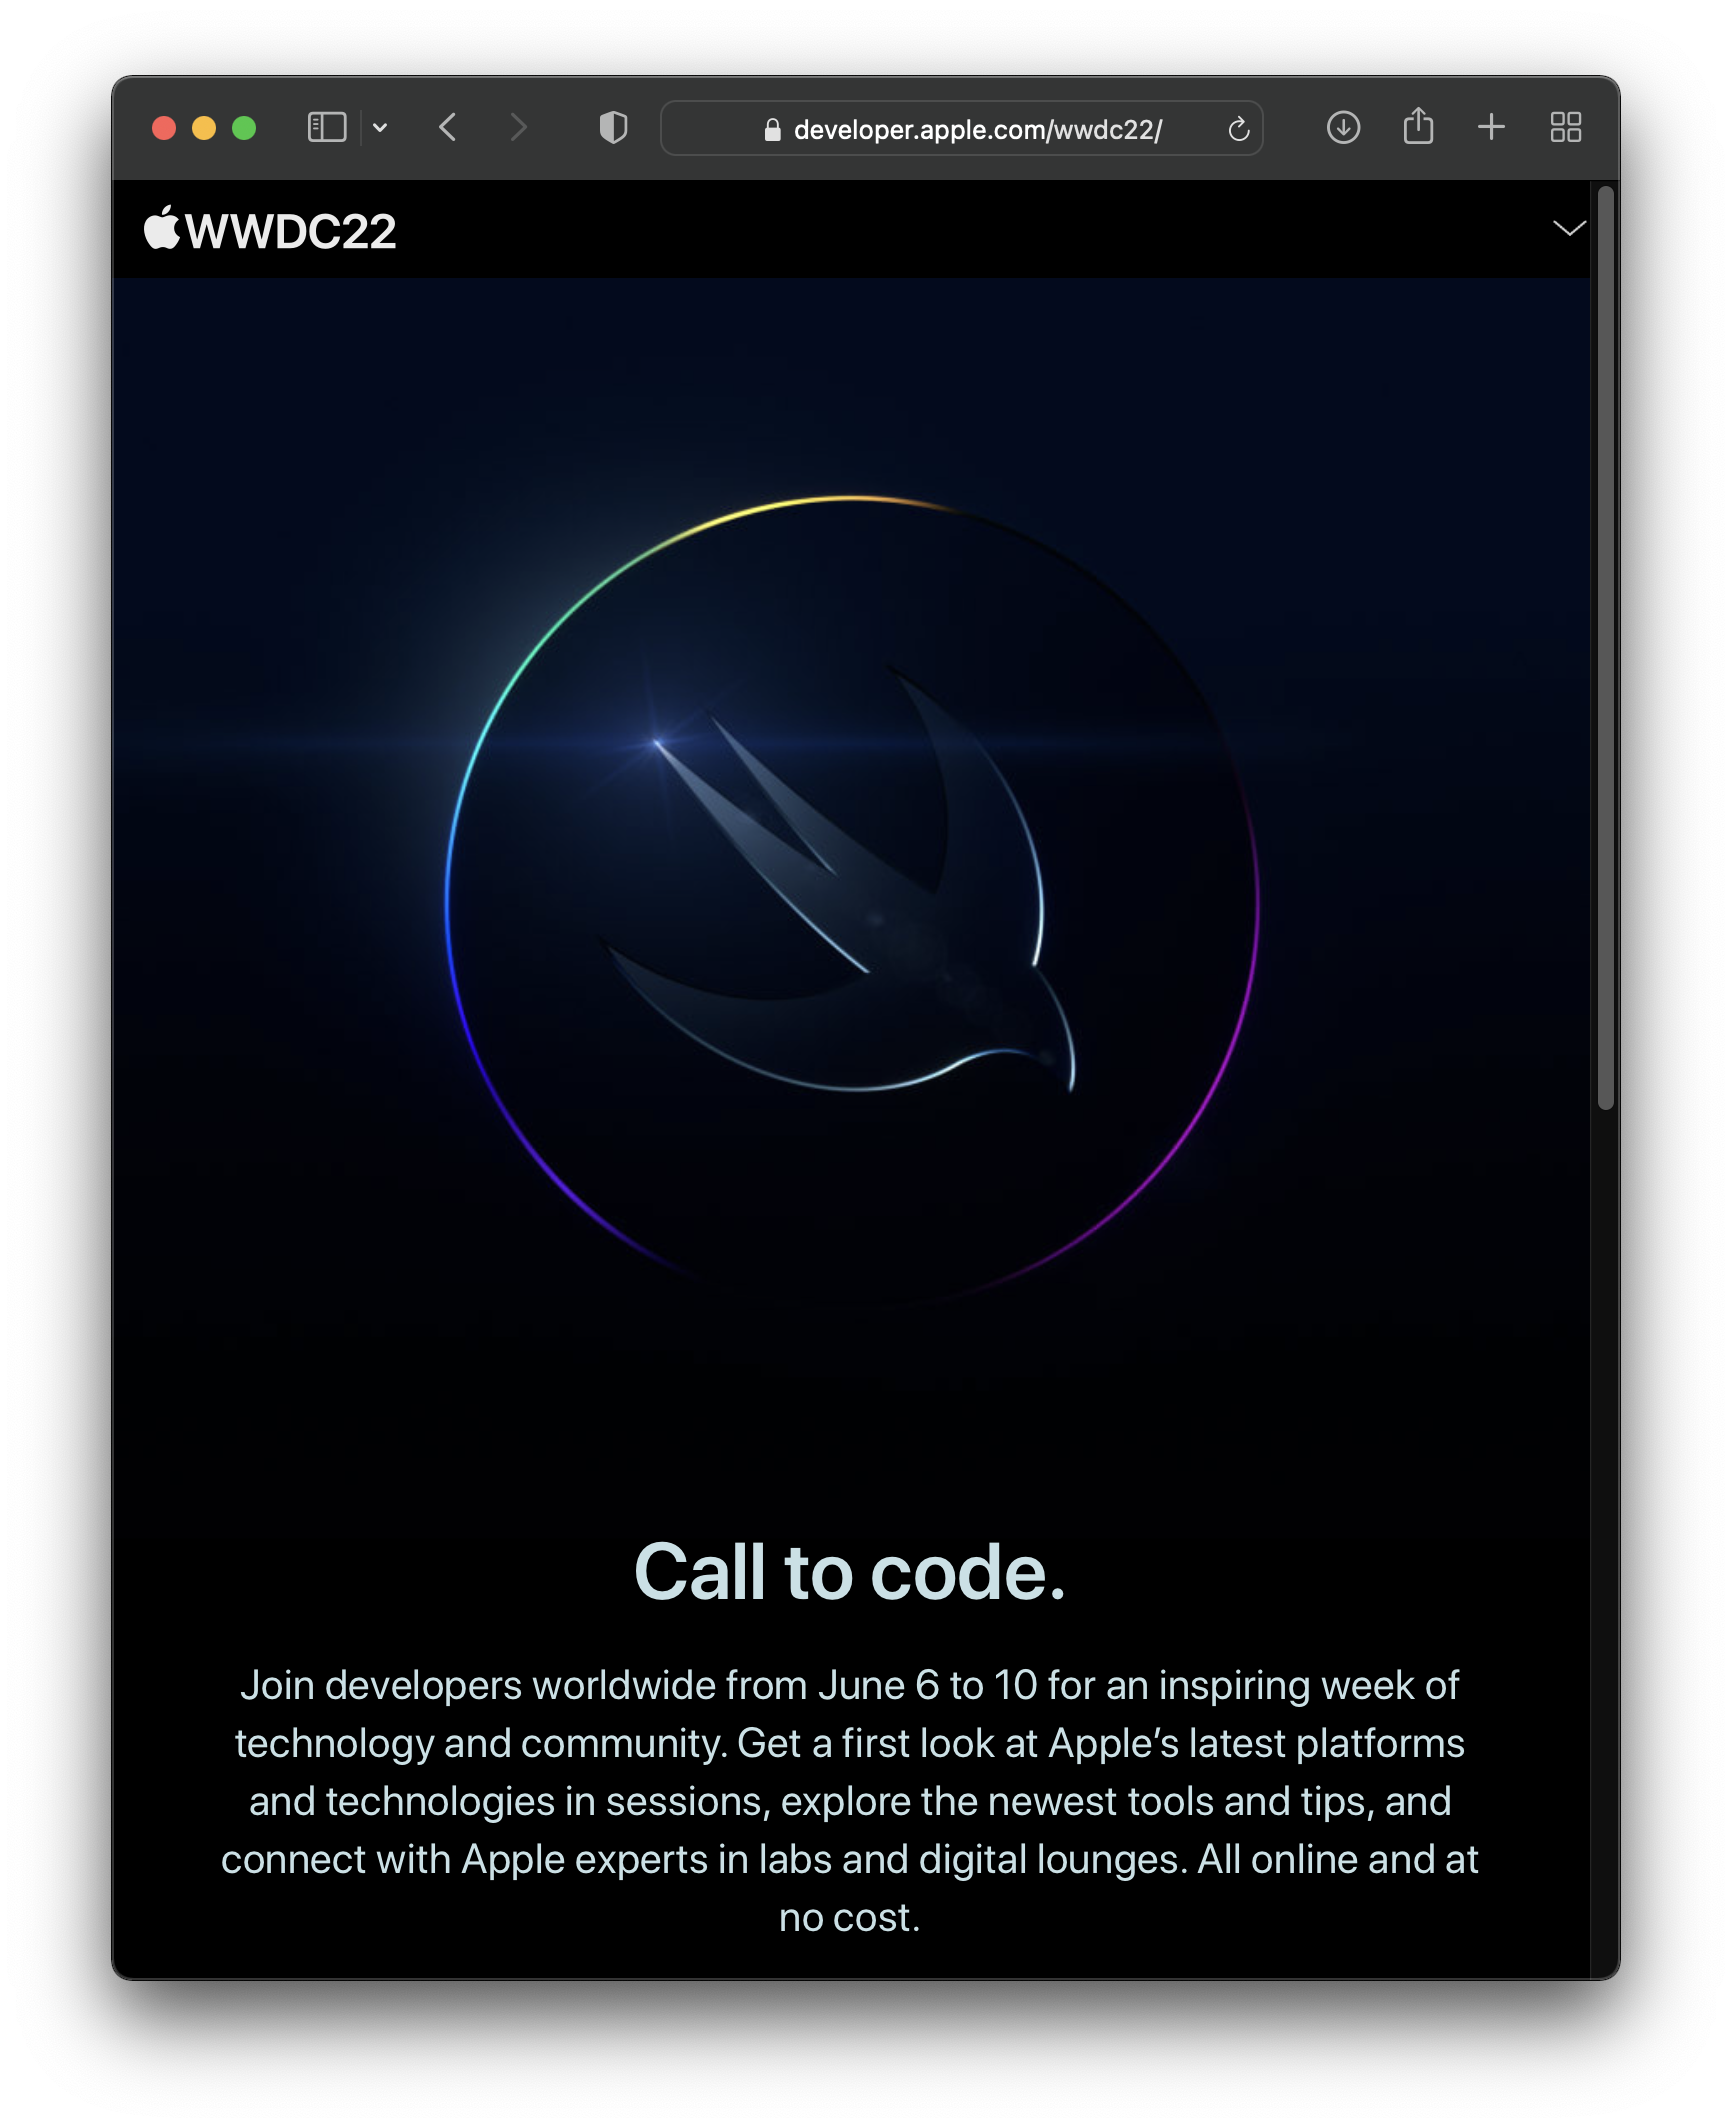 developer.apple.com/wwdc22/
WWDC22
Call to code.
Join developers worldwide from June 6 to 10 for an inspiring week of
technology and community. Get a first look at Apple’s latest platforms
and technologies in sessions, explore the newest tools and tips, and
connect with Apple experts in labs and digital lounges. All online and at
no cost.